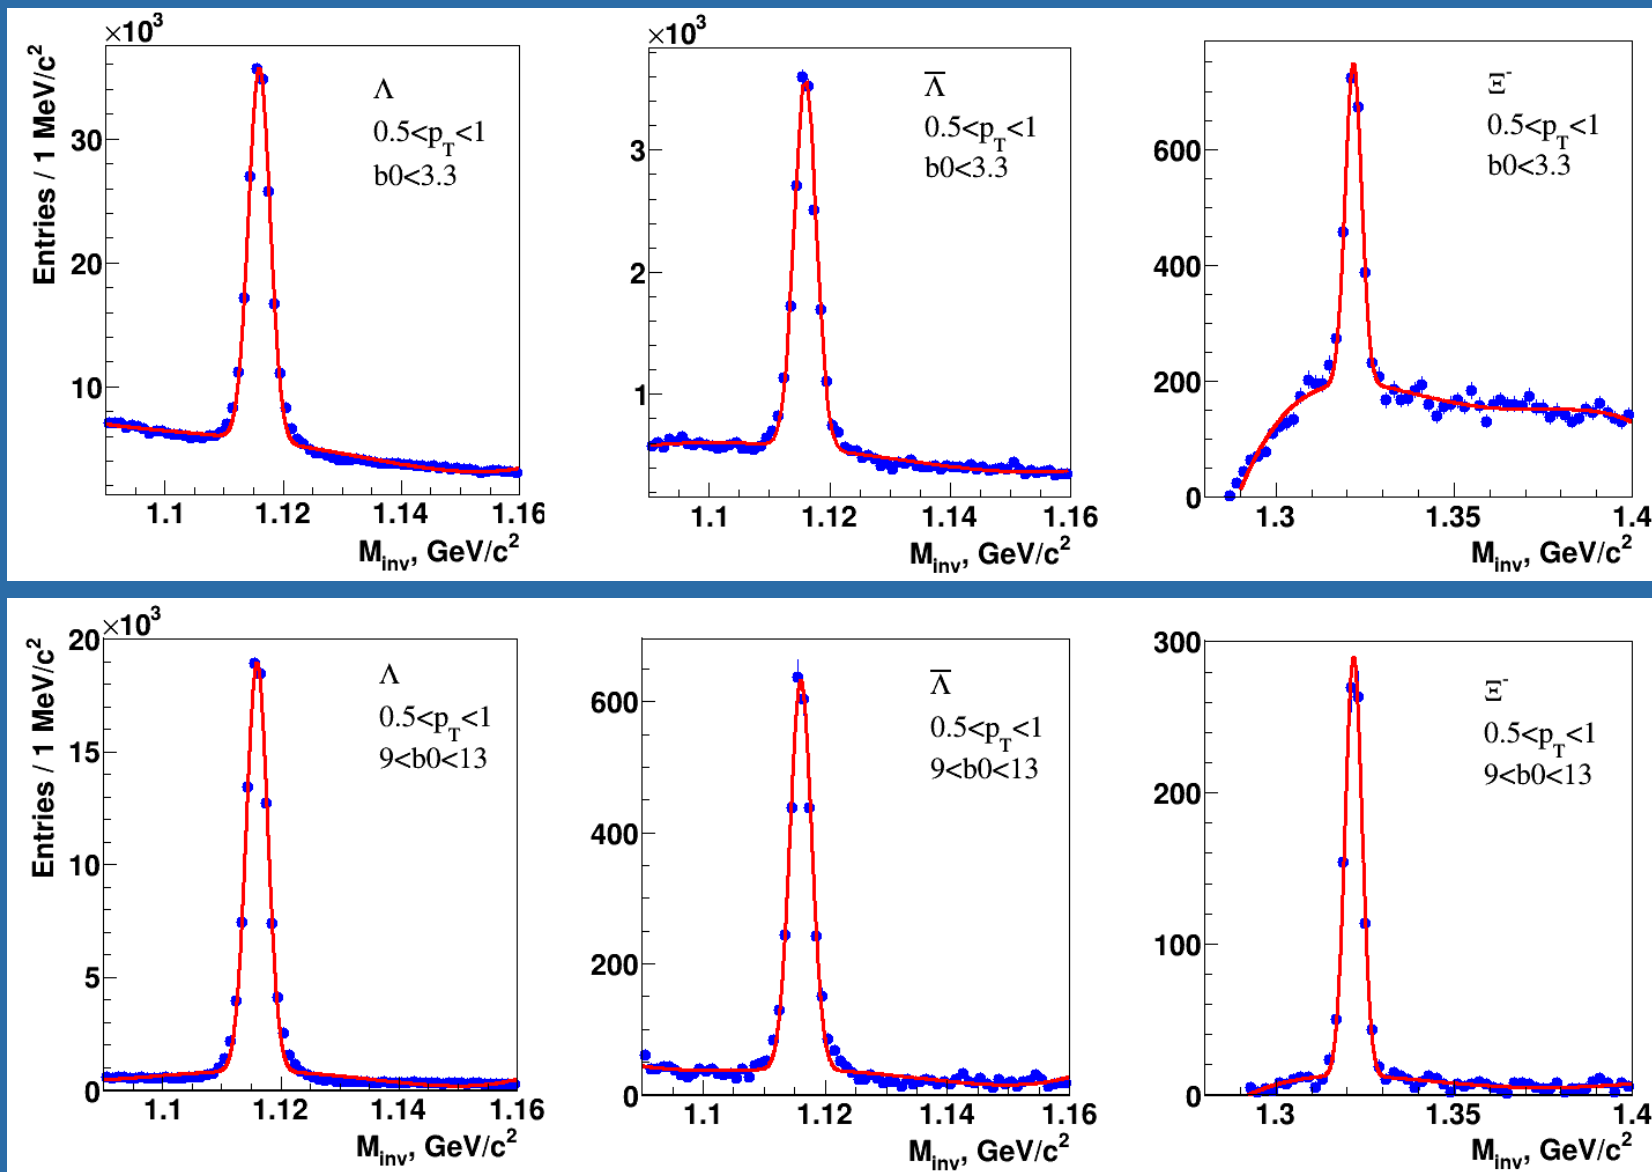 ×10³
Entries / 1 MeV/c²
30
20
10
1.1 1.12 1.14 1.16
M_inv, GeV/c²
Λ
0.5<p_T<1
b0<3.3
×10³
3
2
1
1.1 1.12 1.14 1.16
M_inv, GeV/c²
Λ̅
0.5<p_T<1
b0<3.3
600
400
200
0
1.3 1.35 1.4
M_inv, GeV/c²
Ξ⁻
0.5<p_T<1
b0<3.3
×10³
Entries / 1 MeV/c²
20
15
10
5
0
1.1 1.12 1.14 1.16
M_inv, GeV/c²
Λ
0.5<p_T<1
9<b0<13
600
400
200
0
1.1 1.12 1.14 1.16
M_inv, GeV/c²
Λ̅
0.5<p_T<1
9<b0<13
300
200
100
0
1.3 1.35 1.4
M_inv, GeV/c²
Ξ⁻
0.5<p_T<1
9<b0<13